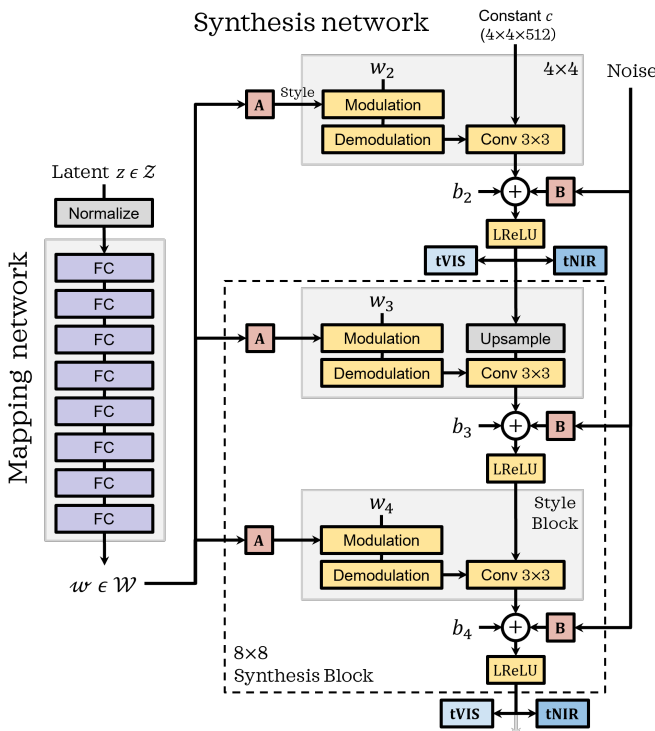 Synthesis network
Constant c
(4×4×512)
Noise
4×4
w₂
Style
A
Modulation
Demodulation
Conv 3×3
Latent z ϵ Z
b₂
+
B
Normalize
LReLU
tVIS
tNIR
Mapping network
FC
FC
FC
FC
FC
FC
FC
FC
w ϵ W
w₃
A
Modulation
Upsample
Demodulation
Conv 3×3
b₃
+
B
LReLU
w₄
Style
Block
A
Modulation
Demodulation
Conv 3×3
b₄
+
B
8×8
Synthesis Block
LReLU
tVIS
tNIR